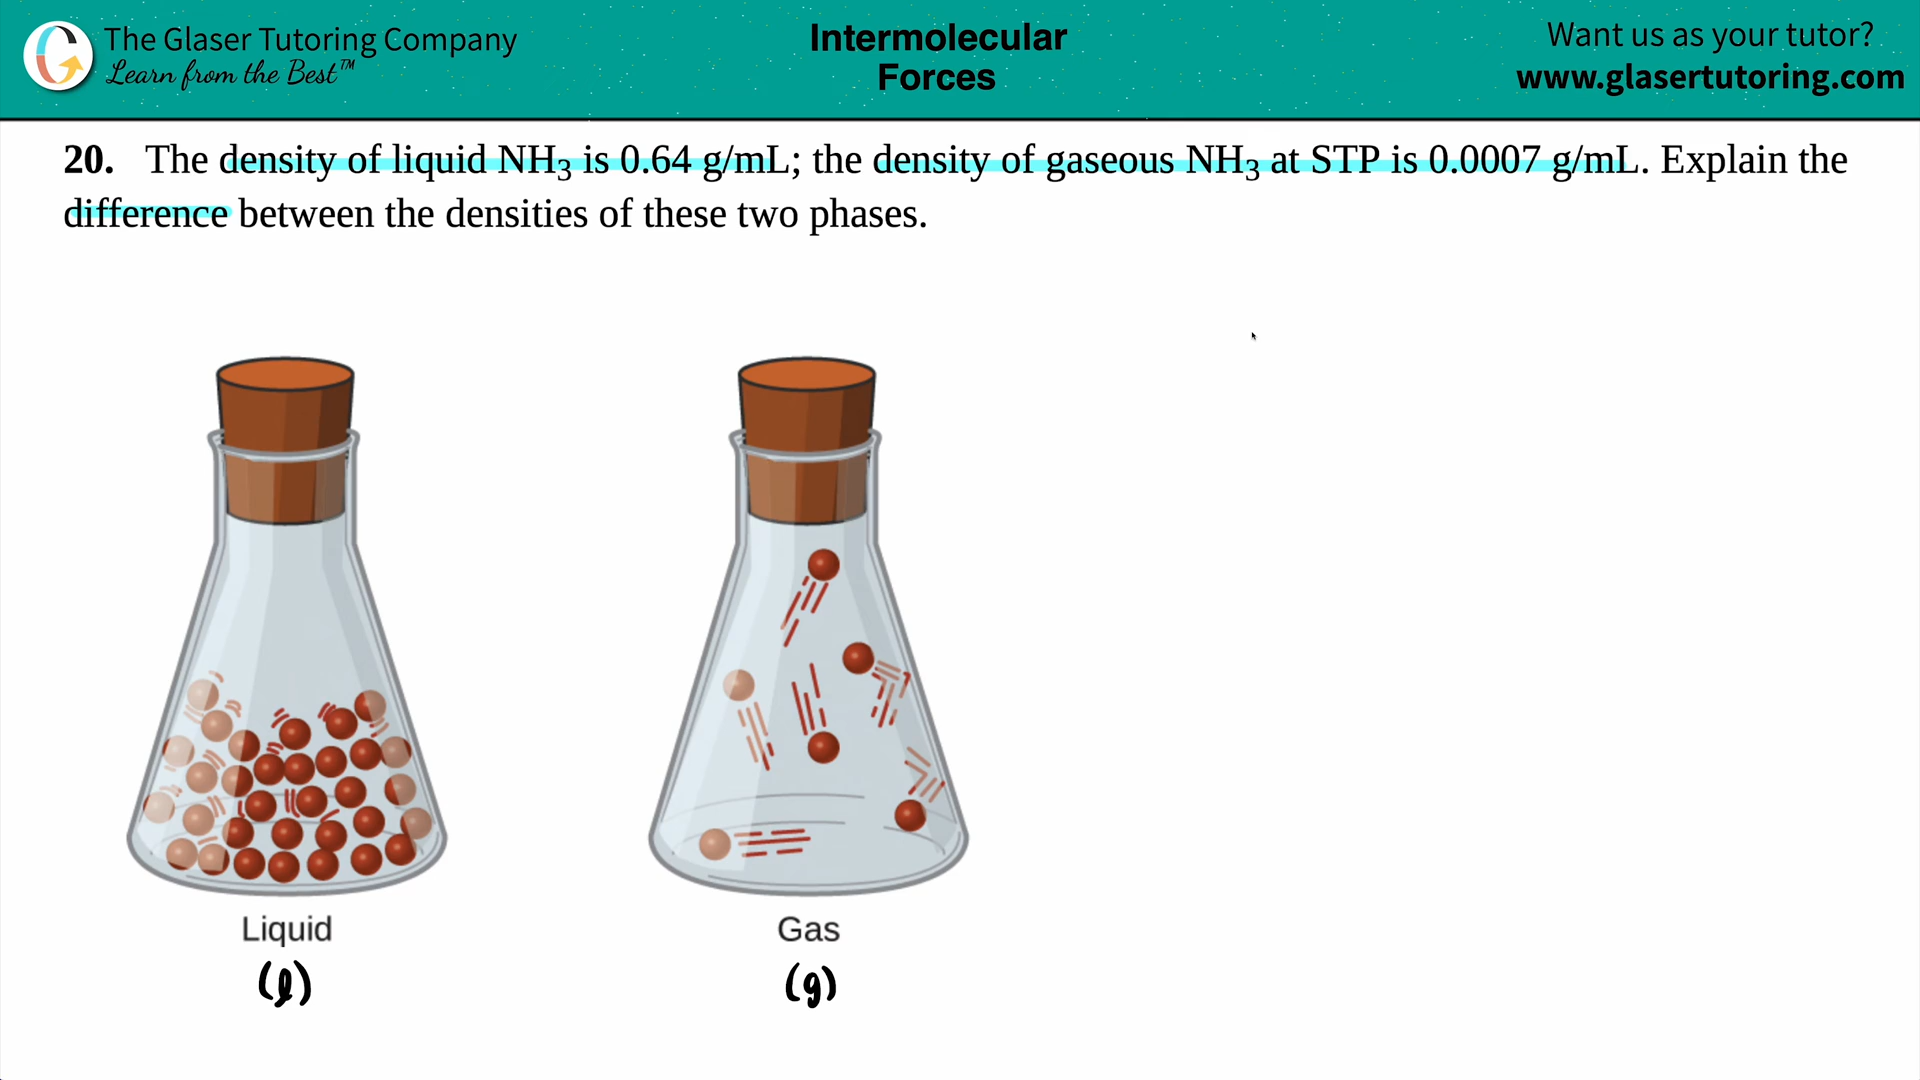 The Glaser Tutoring Company
Learn from the Best™
Intermolecular
Forces
Want us as your tutor?
www.glasertutoring.com
20. The density of liquid NH₃ is 0.64 g/mL; the density of gaseous NH₃ at STP is 0.0007 g/mL. Explain the
difference between the densities of these two phases.
Liquid
(l)
Gas
(g)